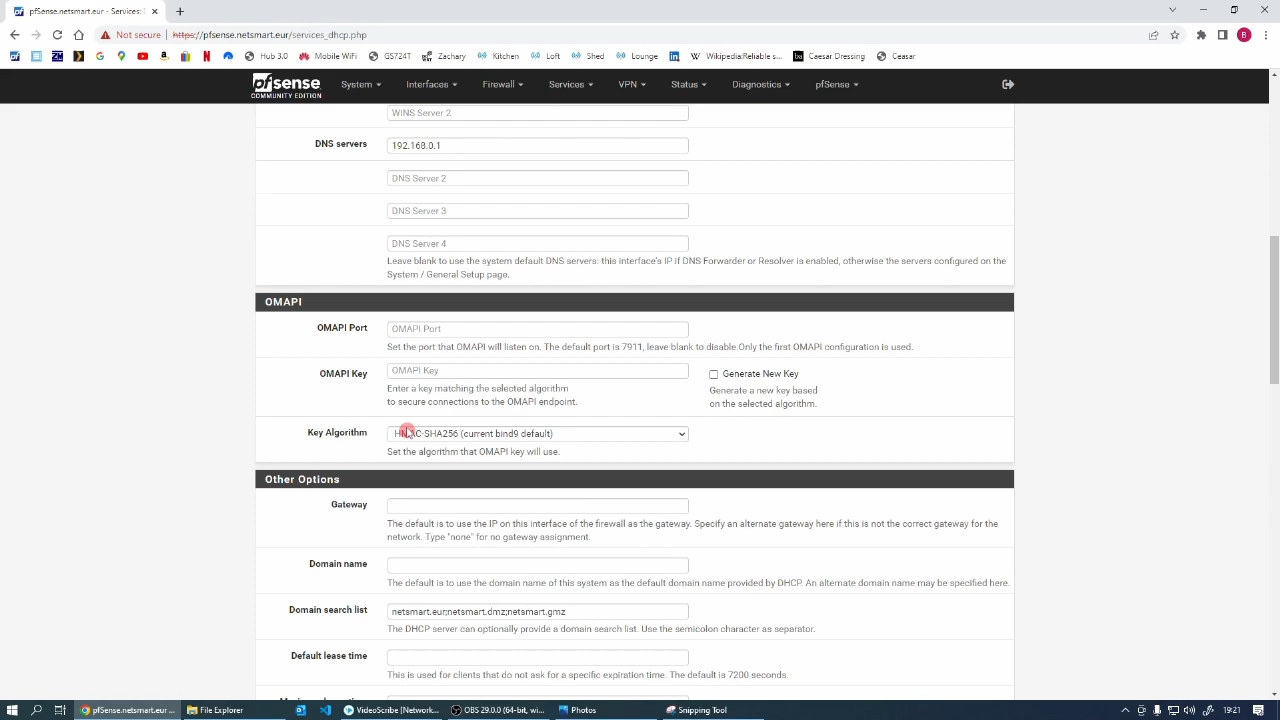 pfSense.netsmart.eur/services_dh
Not secure
https://pfsense.netsmart.eur/services_dhcp.php
B
Hub 3.0
Mobile WiFi
GS724T
Zachary
Kitchen
Loft
Shed
Lounge
Wikipedia:Reliable s...
Caesar Dressing
Ceasar
pfsense
COMMUNITY EDITION
System
Interfaces
Firewall
Services
VPN
Status
Diagnostics
pfSense
WINS Server 2
DNS servers
192.168.0.1
DNS Server 2
DNS Server 3
DNS Server 4
Leave blank to use the system default DNS servers: this interface's IP if DNS Forwarder or Resolver is enabled, otherwise the servers configured on the
System / General Setup page.
OMAPI
OMAPI Port
OMAPI Port
Set the port that OMAPI will listen on. The default port is 7911, leave blank to disable.Only the first OMAPI configuration is used.
OMAPI Key
OMAPI Key
Generate New Key
Enter a key matching the selected algorithm
to secure connections to the OMAPI endpoint.
Generate a new key based
on the selected algorithm.
Key Algorithm
HMAC-SHA256 (current bind9 default)
Set the algorithm that OMAPI key will use.
Other Options
Gateway
The default is to use the IP on this interface of the firewall as the gateway. Specify an alternate gateway here if this is not the correct gateway for the
network. Type "none" for no gateway assignment.
Domain name
The default is to use the domain name of this system as the default domain name provided by DHCP. An alternate domain name may be specified here.
Domain search list
netsmart.eur;netsmart.dmz;netsmart.gmz
The DHCP server can optionally provide a domain search list. Use the semicolon character as separator.
Default lease time
This is used for clients that do not ask for a specific expiration time. The default is 7200 seconds.
pfSense.netsmart.eur ...
File Explorer
VideoScribe [Network...
OBS 29.0.0 (64-bit, wi...
Photos
Snipping Tool
19:21